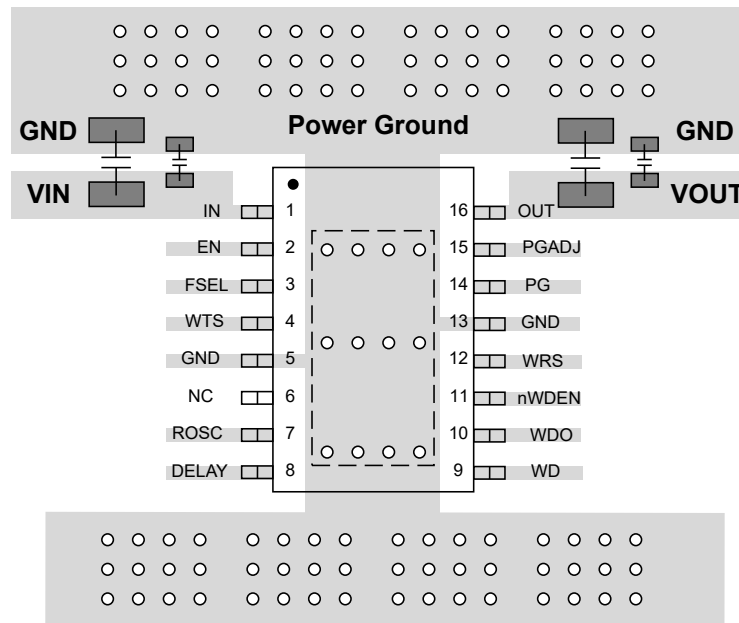 Power Ground
GND
GND
VIN
VOUT
IN 1 16 OUT
EN 2 15 PGADJ
FSEL 3 14 PG
WTS 4 13 GND
GND 5 12 WRS
NC 6 11 nWDEN
ROSC 7 10 WDO
DELAY 8 9 WD